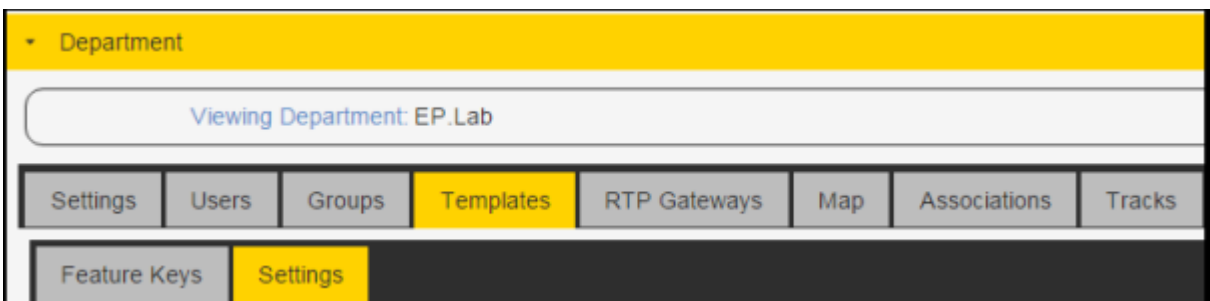 Department
Viewing Department: EP.Lab
Settings Users Groups Templates RTP Gateways Map Associations Tracks
Feature Keys Settings